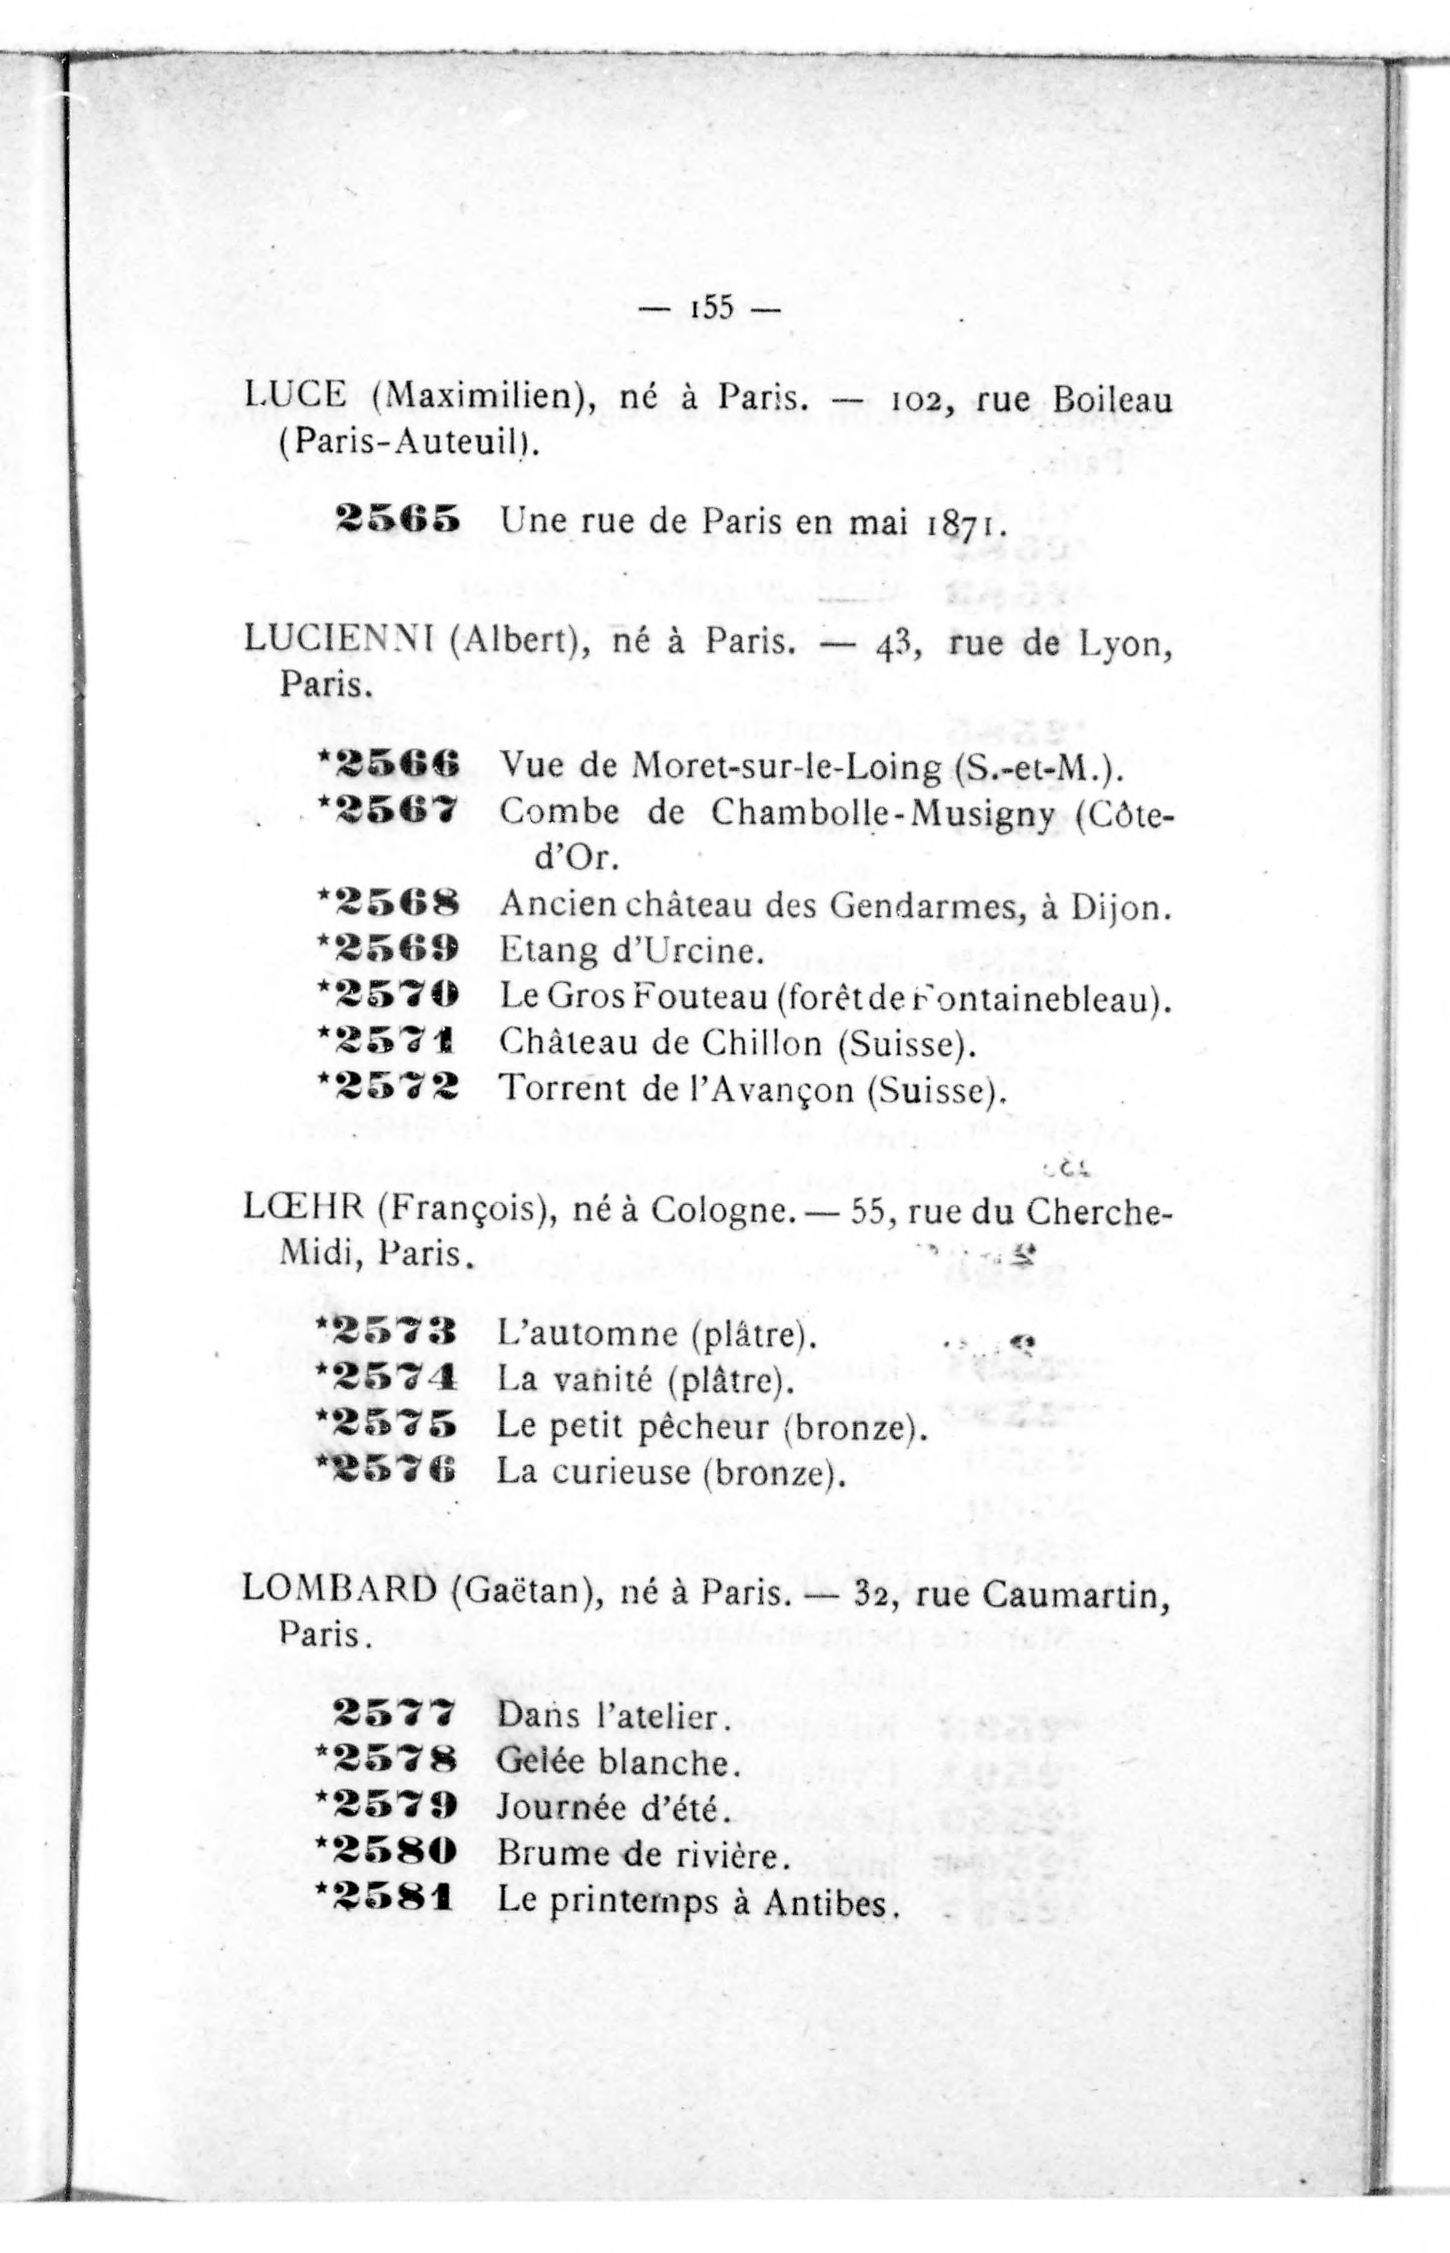 — 155 —
LUCE (Maximilien), né à Paris. — 102, rue Boileau
(Paris-Auteuil).
2565 Une rue de Paris en mai 1871.
LUCIENNI (Albert), né à Paris. — 43, rue de Lyon,
Paris.
*2566 Vue de Moret-sur-le-Loing (S.-et-M.).
*2567 Combe de Chambolle-Musigny (Côte-
d'Or.
*2568 Ancien château des Gendarmes, à Dijon.
*2569 Etang d'Urcine.
*2570 Le Gros Fouteau (forêt de Fontainebleau).
*2571 Château de Chillon (Suisse).
*2572 Torrent de l'Avançon (Suisse).
LŒHR (François), né à Cologne. — 55, rue du Cherche-
Midi, Paris.
*2573 L'automne (plâtre).
*2574 La vanité (plâtre).
*2575 Le petit pêcheur (bronze).
*2576 La curieuse (bronze).
LOMBARD (Gaëtan), né à Paris. — 32, rue Caumartin,
Paris.
2577 Dans l'atelier.
*2578 Gelée blanche.
*2579 Journée d'été.
*2580 Brume de rivière.
*2581 Le printemps à Antibes.